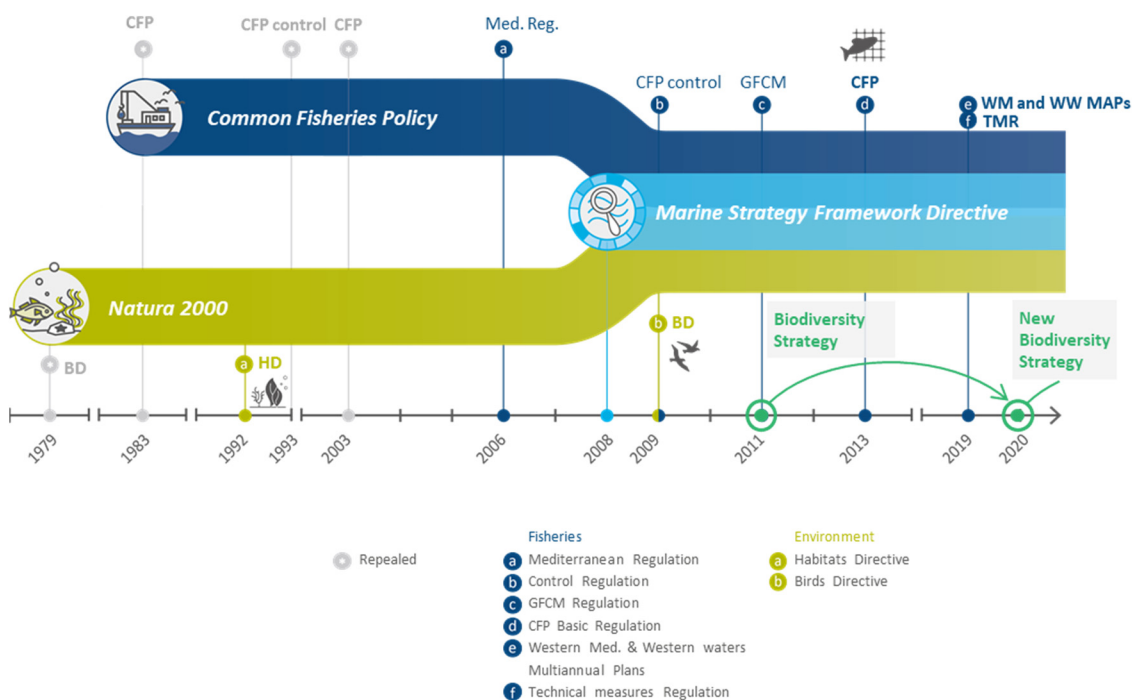 CFP
CFP control
CFP
Med. Reg.
a
CFP control
b
GFCM
c
CFP
d
e WM and WW MAPs
f TMR
Common Fisheries Policy
Marine Strategy Framework Directive
Natura 2000
BD
a HD
b BD
Biodiversity
Strategy
New
Biodiversity
Strategy
1979
1983
1992
1993
2003
2006
2008
2009
2011
2013
2019
2020
Repealed
Fisheries
a Mediterranean Regulation
b Control Regulation
c GFCM Regulation
d CFP Basic Regulation
e Western Med. & Western waters
Multiannual Plans
f Technical measures Regulation
Environment
a Habitats Directive
b Birds Directive